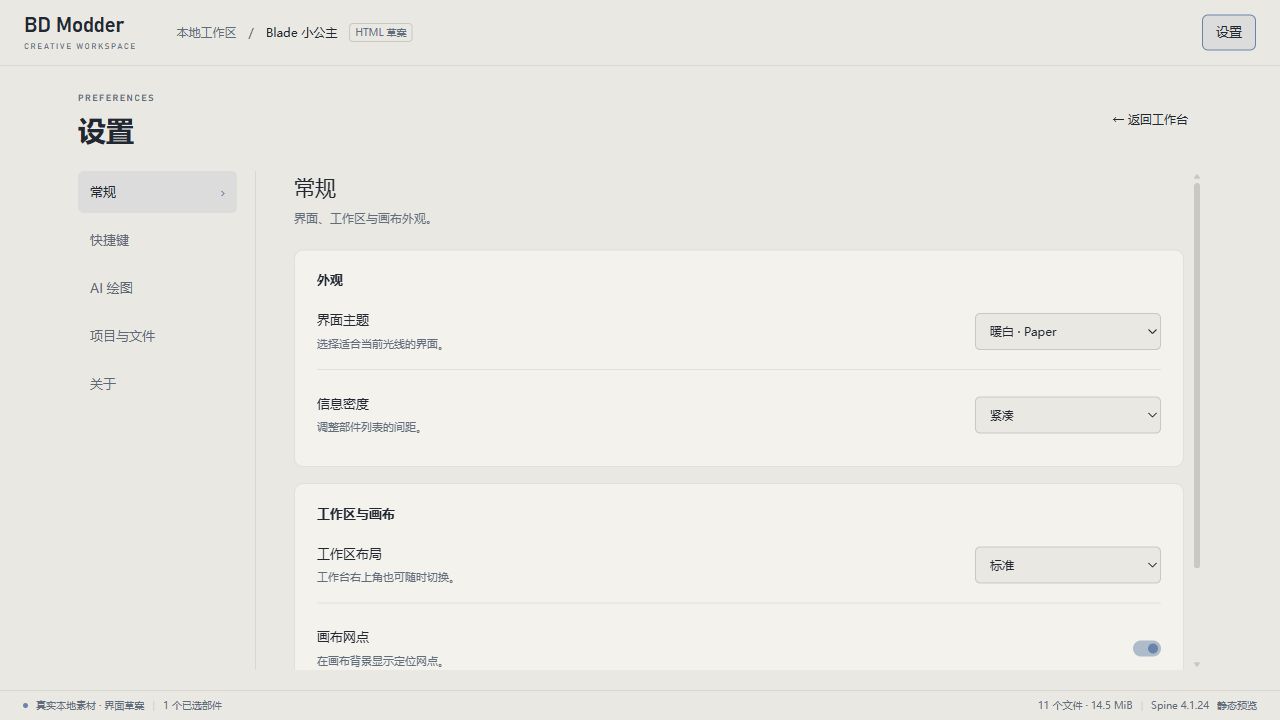 BD Modder
CREATIVE WORKSPACE
本地工作区 / Blade 小公主 HTML 草案
设置
PREFERENCES
设置
← 返回工作台
常规 ›
快捷键
AI 绘图
项目与文件
关于
常规
界面、工作区与画布外观。
外观
界面主题
选择适合当前光线的界面。
暖白 · Paper
信息密度
调整部件列表的间距。
紧凑
工作区与画布
工作区布局
工作台右上角也可随时切换。
标准
画布网点
在画布背景显示定位网点。
真实本地素材 · 界面草案 | 1 个已选部件
11 个文件 · 14.5 MiB | Spine 4.1.24 静态预览